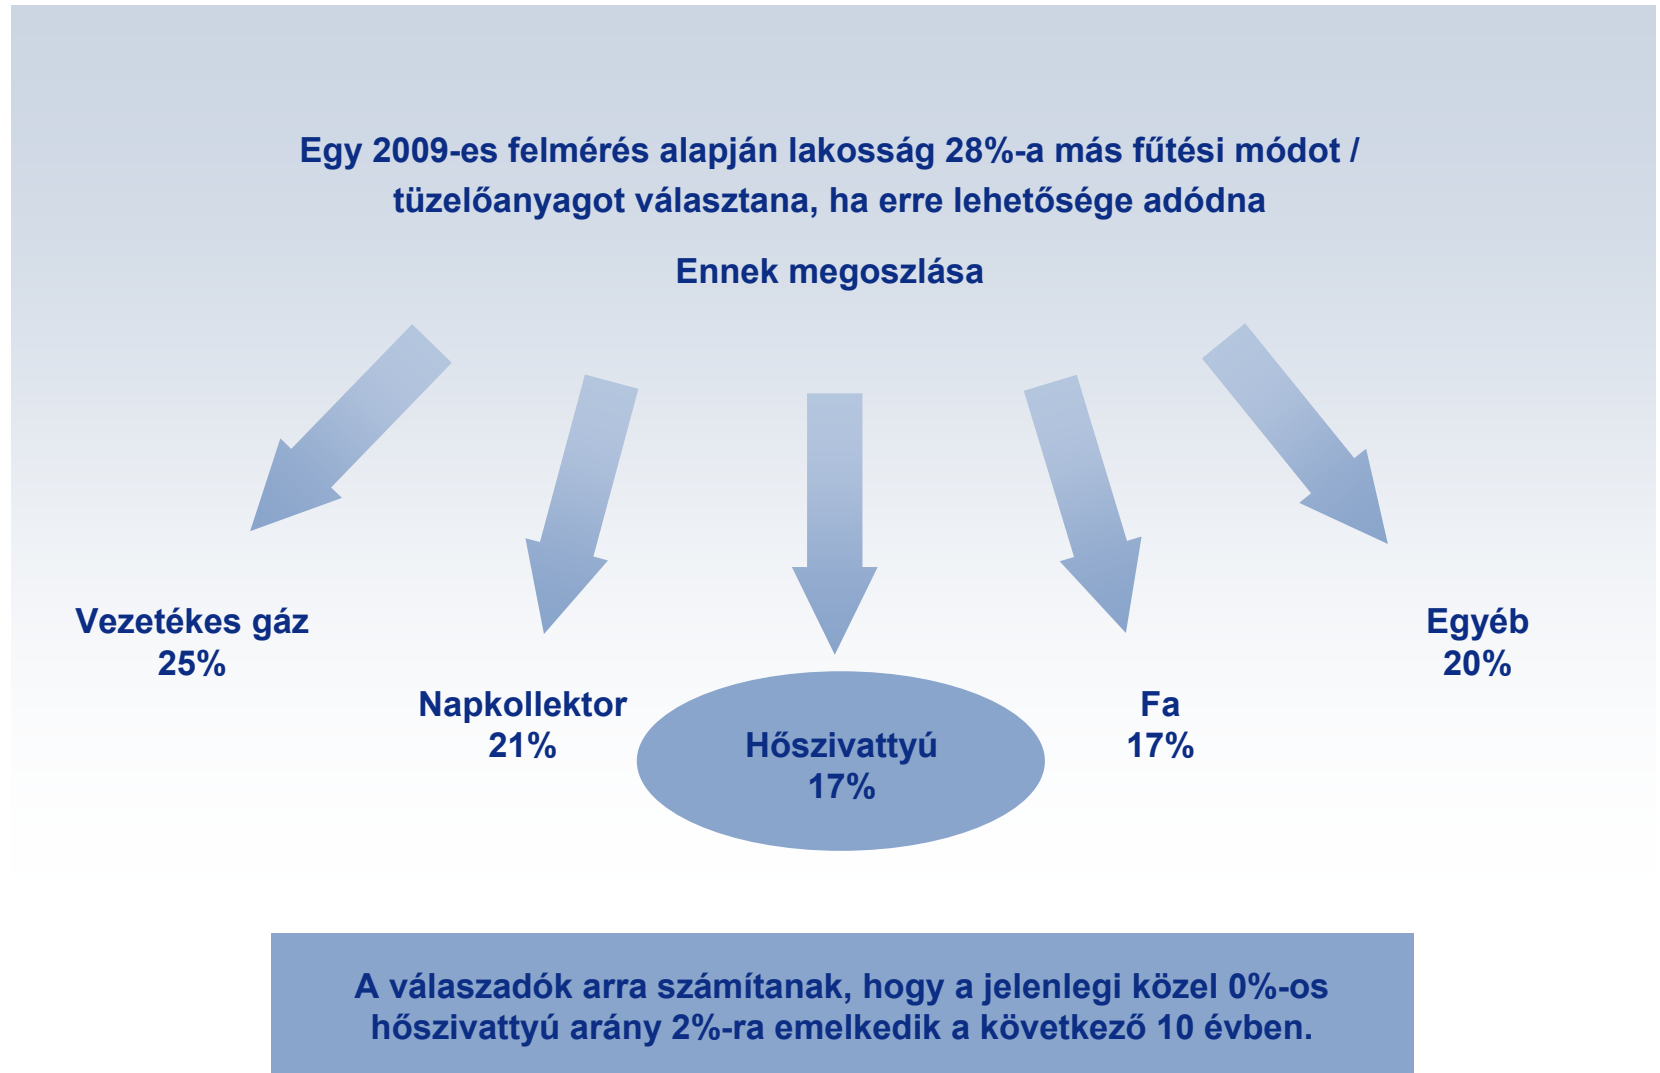 Egy 2009-es felmérés alapján lakosság 28%-a más fűtési módot /
tüzelőanyagot választana, ha erre lehetősége adódna
Ennek megoszlása
Vezetékes gáz
25%
Napkollektor
21%
Hőszivattyú
17%
Fa
17%
Egyéb
20%
A válaszadók arra számítanak, hogy a jelenlegi közel 0%-os
hőszivattyú arány 2%-ra emelkedik a következő 10 évben.